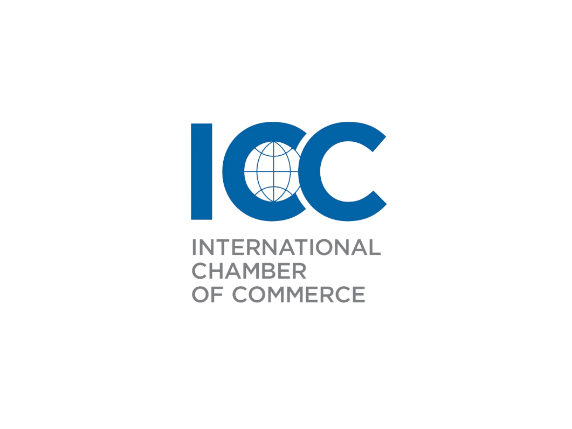 ICC
INTERNATIONAL
CHAMBER
OF COMMERCE